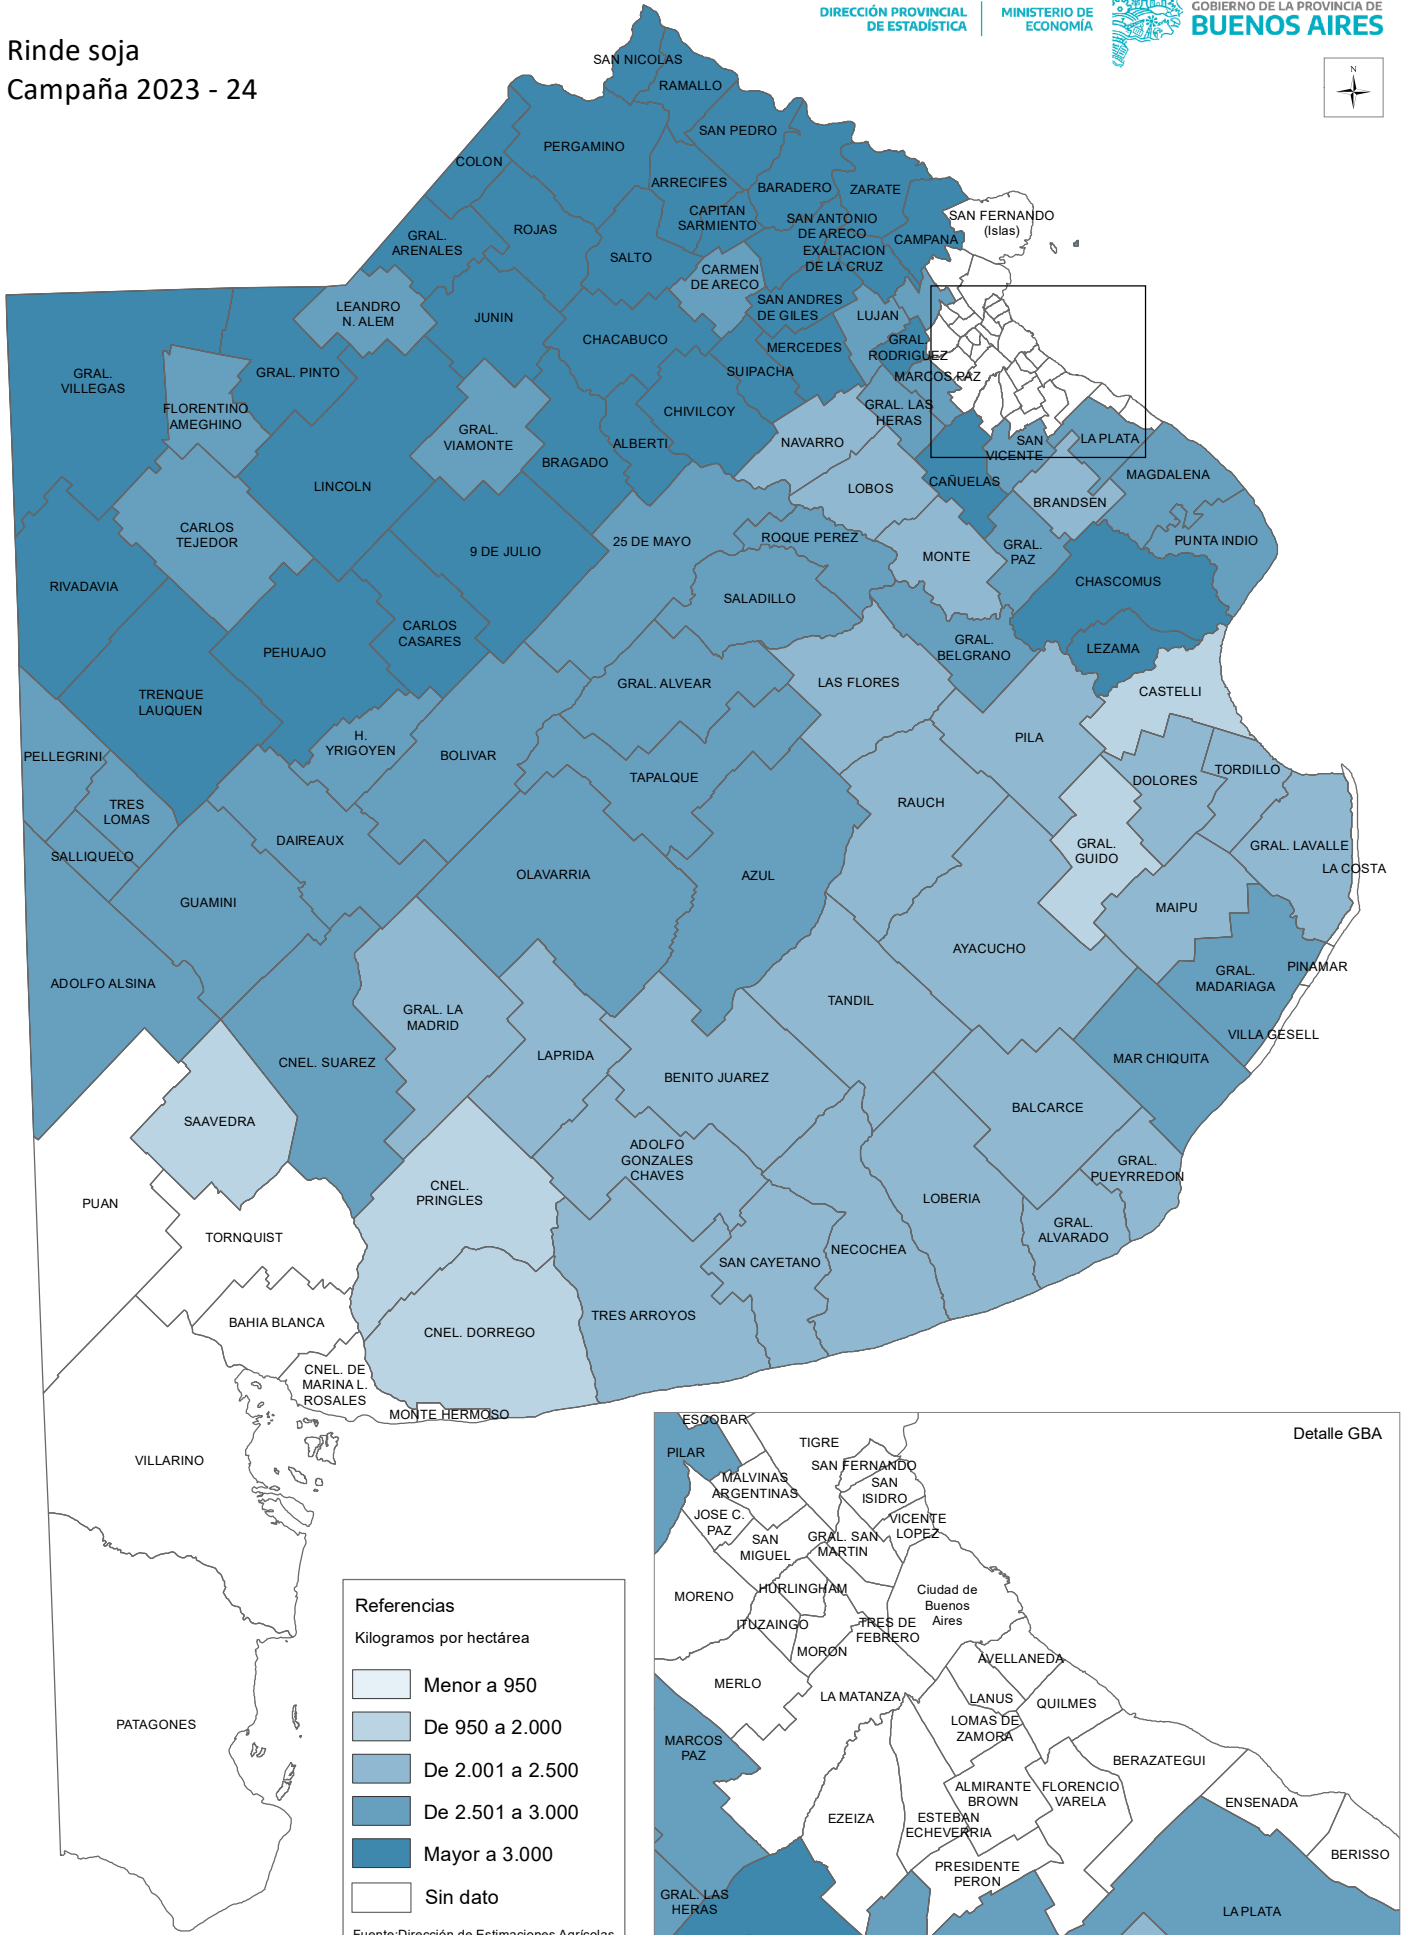 Rinde soja
Campaña 2023 - 24
DIRECCIÓN PROVINCIAL
DE ESTADÍSTICA
MINISTERIO DE
ECONOMÍA
GOBIERNO DE LA PROVINCIA DE
BUENOS AIRES
N
SAN NICOLAS
RAMALLO
SAN PEDRO
PERGAMINO
COLON
ARRECIFES
BARADERO
ZARATE
CAPITAN
SARMIENTO
SAN ANTONIO
DE ARECO
SAN FERNANDO
(Islas)
ROJAS
GRAL.
ARENALES
CAMPANA
EXALTACION
DE LA CRUZ
SALTO
CARMEN
DE ARECO
LEANDRO
N. ALEM
JUNIN
SAN ANDRES
DE GILES
LUJAN
CHACABUCO
MERCEDES
GRAL.
RODRIGUEZ
GRAL.
VILLEGAS
GRAL. PINTO
SUIPACHA
MARCOS PAZ
FLORENTINO
AMEGHINO
CHIVILCOY
GRAL. LAS
HERAS
GRAL.
VIAMONTE
ALBERTI
NAVARRO
SAN
VICENTE
LA PLATA
BRAGADO
LINCOLN
LOBOS
CAÑUELAS
MAGDALENA
BRANDSEN
CARLOS
TEJEDOR
9 DE JULIO
25 DE MAYO
ROQUE PEREZ
MONTE
GRAL.
PAZ
PUNTA INDIO
RIVADAVIA
SALADILLO
CHASCOMUS
CARLOS
CASARES
PEHUAJO
GRAL.
BELGRANO
LEZAMA
TRENQUE
LAUQUEN
GRAL. ALVEAR
LAS FLORES
CASTELLI
H.
YRIGOYEN
BOLIVAR
PILA
PELLEGRINI
TAPALQUE
DOLORES
TORDILLO
TRES
LOMAS
RAUCH
DAIREAUX
SALLIQUELO
GRAL.
GUIDO
GRAL. LAVALLE
LA COSTA
OLAVARRIA
AZUL
GUAMINI
MAIPU
AYACUCHO
ADOLFO ALSINA
GRAL.
MADARIAGA
PINAMAR
GRAL. LA
MADRID
TANDIL
VILLA GESELL
CNEL. SUAREZ
LAPRIDA
MAR CHIQUITA
BENITO JUAREZ
BALCARCE
SAAVEDRA
ADOLFO
GONZALES
CHAVES
GRAL.
PUEYRREDON
CNEL.
PRINGLES
LOBERIA
PUAN
GRAL.
ALVARADO
TORNQUIST
NECOCHEA
SAN CAYETANO
TRES ARROYOS
BAHIA BLANCA
CNEL. DORREGO
CNEL. DE
MARINA L.
ROSALES
MONTE HERMOSO
VILLARINO
PATAGONES
Referencias
Kilogramos por hectárea
Menor a 950
De 950 a 2.000
De 2.001 a 2.500
De 2.501 a 3.000
Mayor a 3.000
Sin dato
Fuente:Dirección de Estimaciones Agrícolas
Detalle GBA
ESCOBAR
PILAR
TIGRE
SAN FERNANDO
MALVINAS
ARGENTINAS
SAN
ISIDRO
JOSE C.
PAZ
VICENTE
LOPEZ
SAN
MIGUEL
GRAL. SAN
MARTIN
MORENO
HURLINGHAM
Ciudad de
Buenos
Aires
ITUZAINGO
TRES DE
FEBRERO
MORON
AVELLANEDA
MERLO
LA MATANZA
LANUS
QUILMES
LOMAS DE
ZAMORA
MARCOS
PAZ
BERAZATEGUI
ALMIRANTE
BROWN
FLORENCIO
VARELA
ENSENADA
EZEIZA
ESTEBAN
ECHEVERRIA
BERISSO
PRESIDENTE
PERON
GRAL. LAS
HERAS
LA PLATA